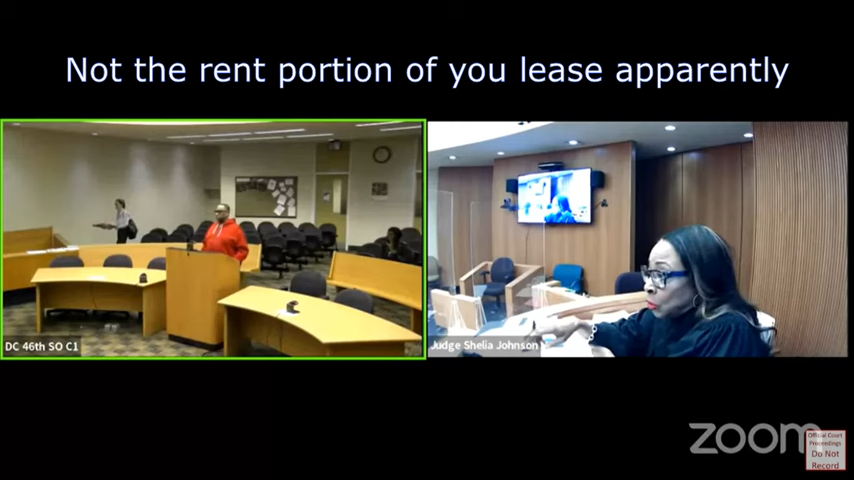 Not the rent portion of you lease apparently
DC 46th SO C1
Judge Shelia Johnson
zoom
Official Court
Proceedings
Do Not
Record